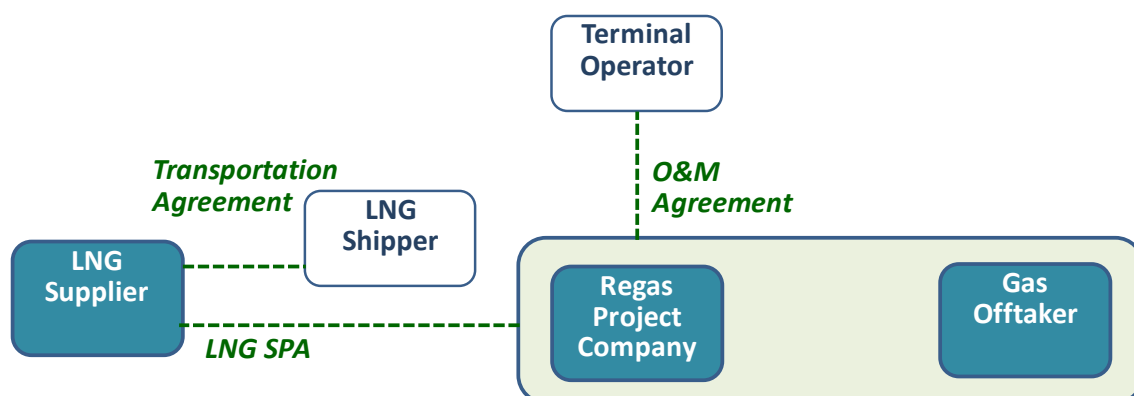 Terminal
Operator
Transportation
Agreement
O&M
Agreement
LNG
Shipper
LNG
Supplier
Regas
Project
Company
Gas
Offtaker
LNG SPA